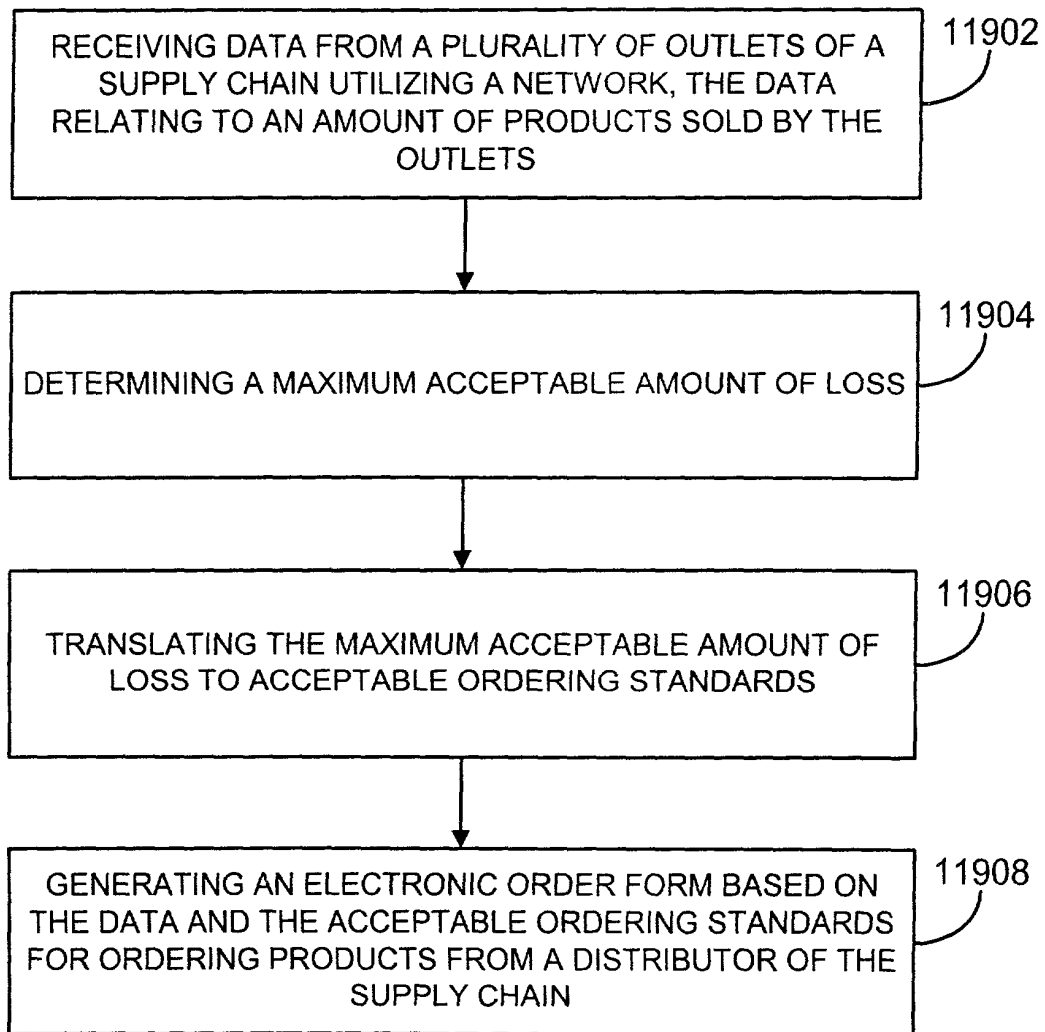 RECEIVING DATA FROM A PLURALITY OF OUTLETS OF A
SUPPLY CHAIN UTILIZING A NETWORK, THE DATA
RELATING TO AN AMOUNT OF PRODUCTS SOLD BY THE
OUTLETS
11902
DETERMINING A MAXIMUM ACCEPTABLE AMOUNT OF LOSS
11904
TRANSLATING THE MAXIMUM ACCEPTABLE AMOUNT OF
LOSS TO ACCEPTABLE ORDERING STANDARDS
11906
GENERATING AN ELECTRONIC ORDER FORM BASED ON
THE DATA AND THE ACCEPTABLE ORDERING STANDARDS
FOR ORDERING PRODUCTS FROM A DISTRIBUTOR OF THE
SUPPLY CHAIN
11908